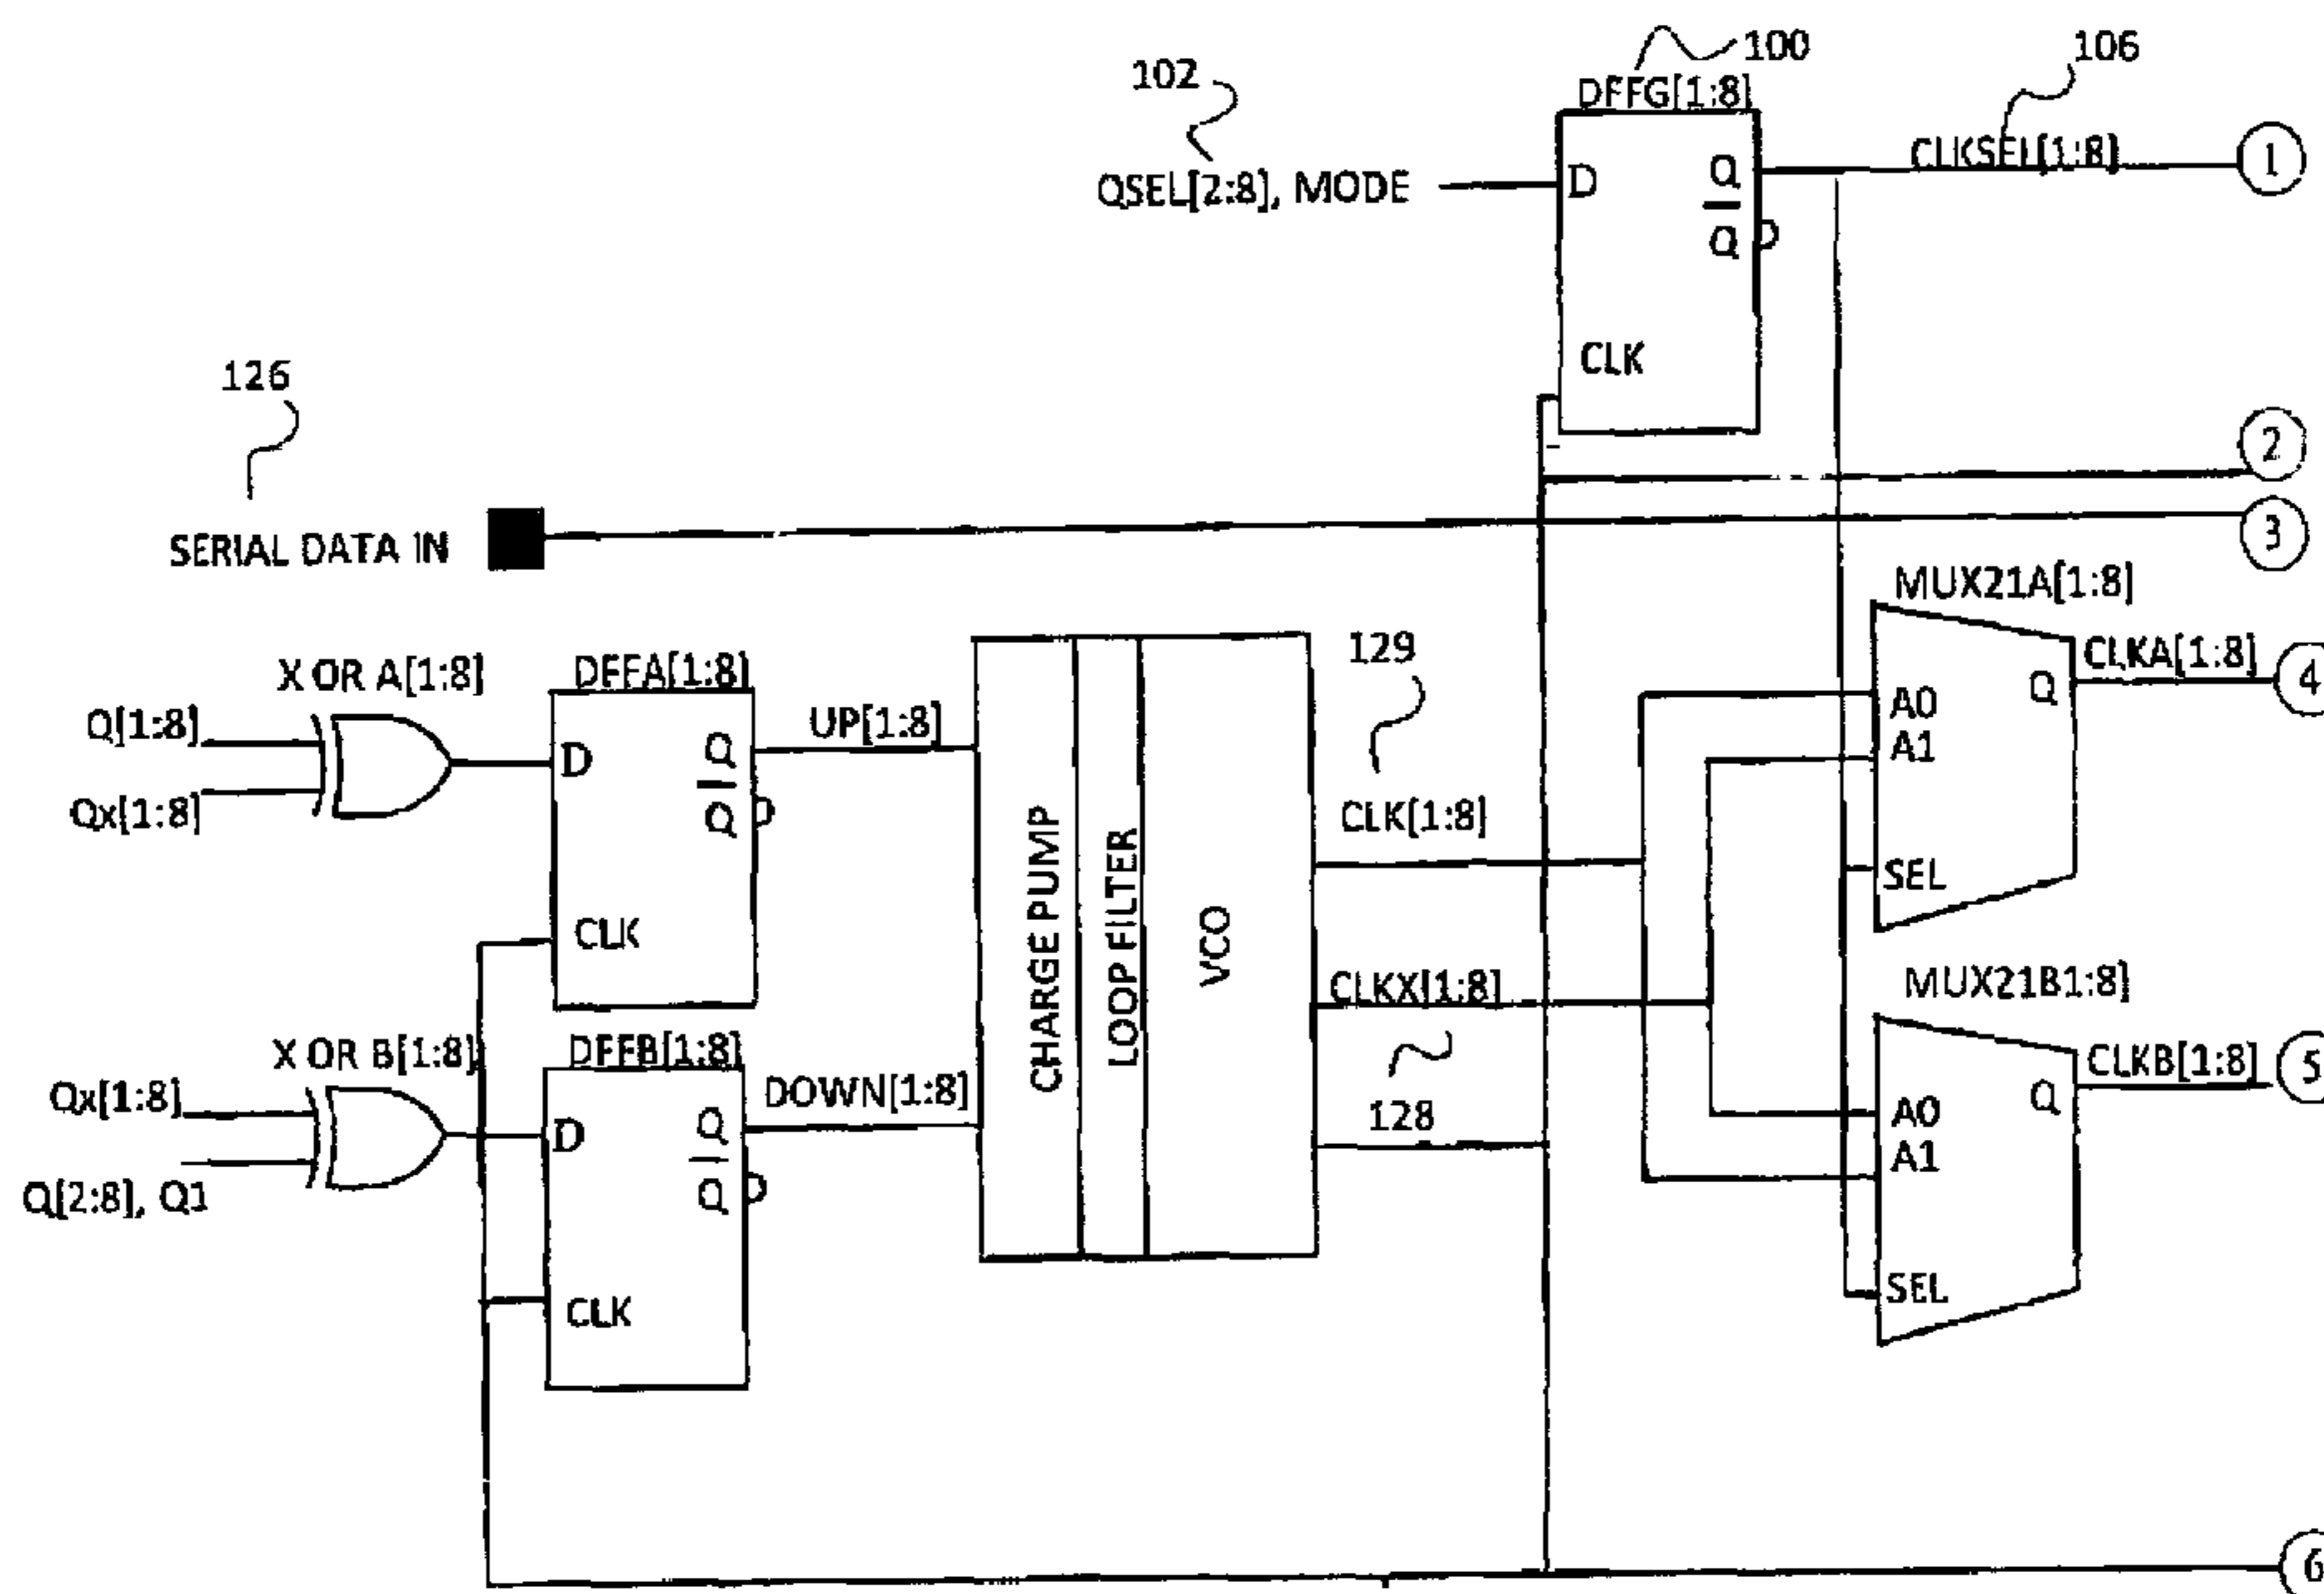 100
106
102
DFFG[1:8]
CLKSEL[1:8]
1
QSEL[2:8], MODE
D
Q
Q
CLK
126
2
SERIAL DATA IN
3
MUX21A[1:8]
129
X OR A[1:8]
DFFA[1:8]
CLKA[1:8]
4
Q[1:8]
UP[1:8]
A0
Q
D
Q
A1
Qx[1:8]
Q
CLK[1:8]
SEL
CLK
CHARGE PUMP
LOOP FILTER
VCO
CLKX[1:8]
MUX21B1:8]
X OR B[1:8]
DFFB[1:8]
CLKB[1:8]
5
Qx[1:8]
DOWN[1:8]
Q
128
A0
D
Q
A1
Q[2:8], Q1
Q
SEL
CLK
6